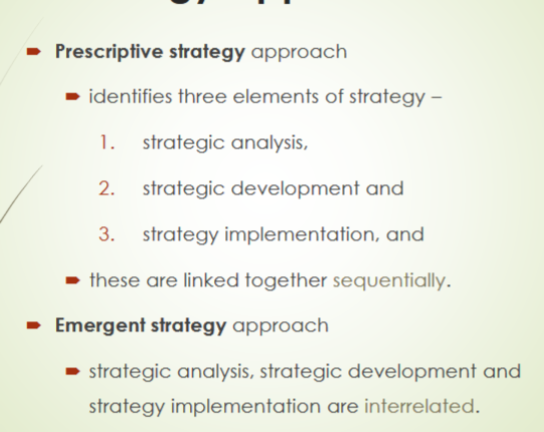 Prescriptive strategy approach
identifies three elements of strategy –
1. strategic analysis,
2. strategic development and
3. strategy implementation, and
these are linked together sequentially.
Emergent strategy approach
strategic analysis, strategic development and
strategy implementation are interrelated.